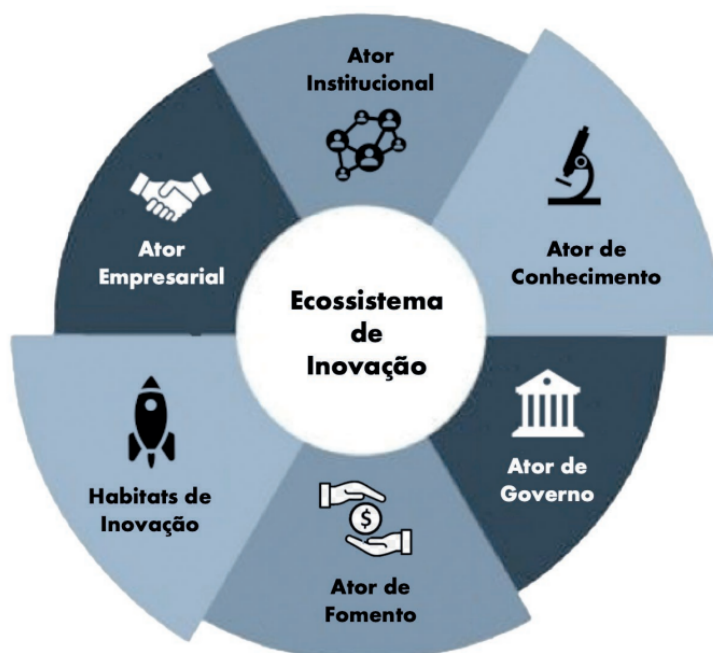 Ator
Institucional
Ator de
Conhecimento
Ator
Empresarial
Ecossistema
de
Inovação
Ator de
Governo
Habitats de
Inovação
$
Ator de
Fomento